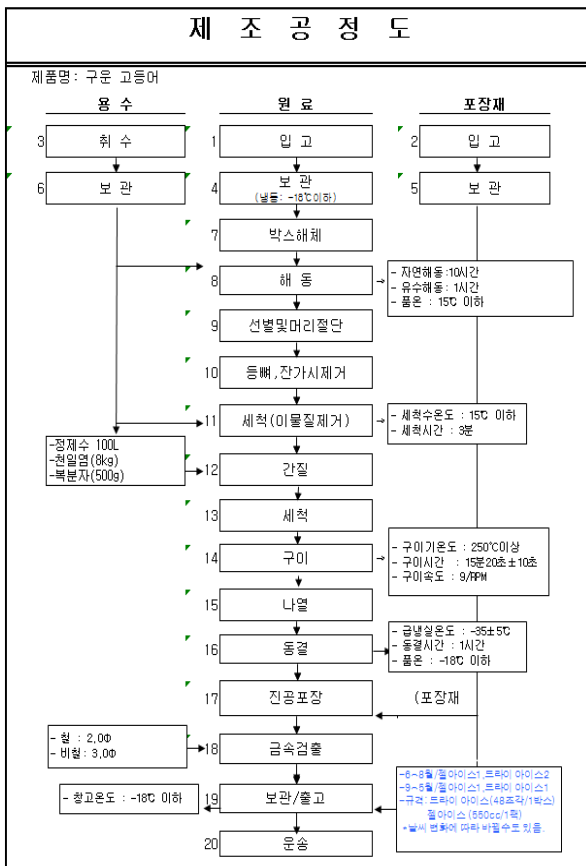 제 조 공 정 도
제품명: 구운 고등어
용 수
원 료
포장재
3 취 수
1 입 고
2 입 고
6 보 관
4 보 관
(냉동: -18℃이하)
5 보 관
7 박스해체
8 해 동
- 자연해동:10시간
- 유수해동: 1시간
- 품온 : 15℃ 이하
9 선별및머리절단
10 등뼈,잔가시제거
11 세척(이물질제거)
- 세척수온도 : 15℃ 이하
- 세척시간 : 3분
-정제수 100L
-천일염(8kg)
-복분자(500g)
12 간질
13 세척
14 구이
- 구이기온도 : 250℃이상
- 구이시간 : 15분20초±10초
- 구이속도 : 9/RPM
15 나열
16 동결
- 급냉실온도 : -35±5℃
- 동결시간 : 1시간
- 품온 : -18℃ 이하
17 진공포장
(포장재
- 철 : 2,0Φ
- 비철: 3,0Φ
18 금속검출
-6~8월/젤아이스1,드라이 아이스2
-9~5월/젤아이스1,드라이 아이스1
-규격: 드라이 아이스(48조각/1박스)
젤아이스 (550cc/1팩)
*날씨 변화에 따라 바뀔수도 있음.
- 창고온도 : -18℃ 이하
19 보관/출고
20 운송